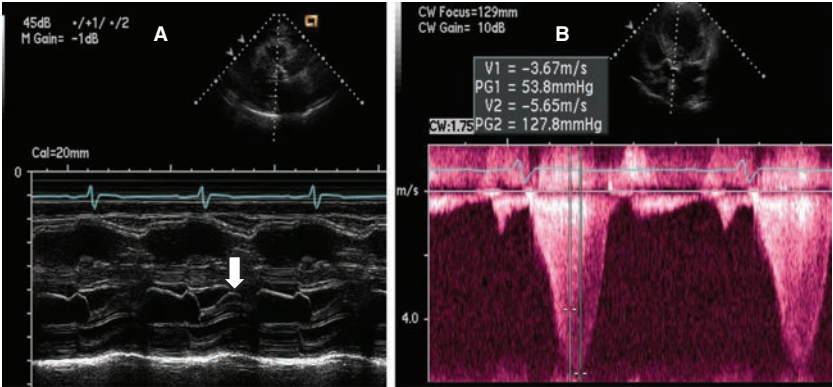 45dB •/+1/ •/2
M Gain= -1dB
A
Cal=20mm
0
CW Focus=129mm
CW Gain= 10dB
B
V1 = -3.67m/s
PG1 = 53.8mmHg
V2 = -5.65m/s
PG2 = 127.8mmHg
CW:1.75
m/s
4.0